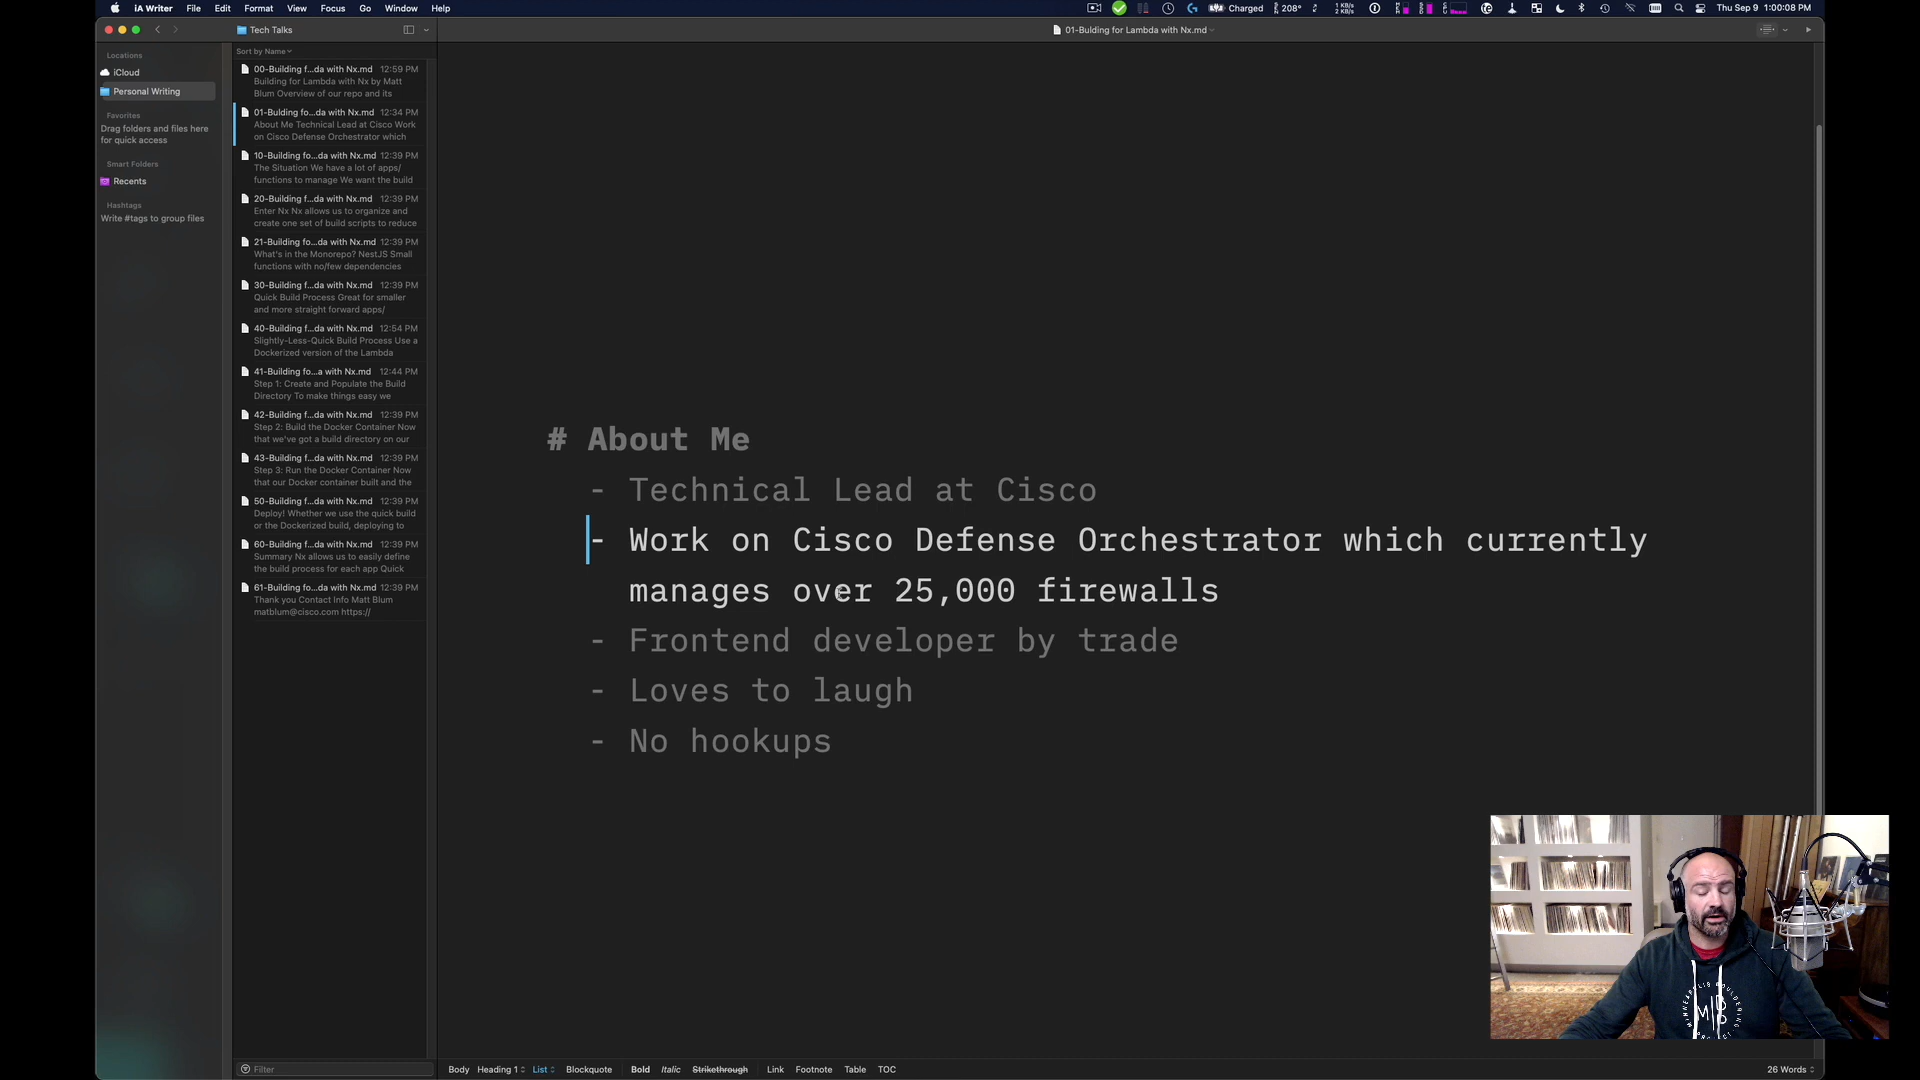 iA Writer File Edit Format View Focus Go Window Help
Charged 208° 1 KB/s 2 KB/s Thu Sep 9 1:00:08 PM
Tech Talks
01-Bulding for Lambda with Nx.md
Locations
iCloud
Personal Writing
Favorites
Drag folders and files here
for quick access
Smart Folders
Recents
Hashtags
Write #tags to group files
Sort by Name
00-Building f...da with Nx.md 12:59 PM
Building for Lambda with Nx by Matt
Blum Overview of our repo and its
01-Bulding fo...da with Nx.md 12:34 PM
About Me Technical Lead at Cisco Work
on Cisco Defense Orchestrator which
10-Building fo...da with Nx.md 12:39 PM
The Situation We have a lot of apps/
functions to manage We want the build
20-Building f...da with Nx.md 12:39 PM
Enter Nx Nx allows us to organize and
create one set of build scripts to reduce
21-Building fo...da with Nx.md 12:39 PM
What's in the Monorepo? NestJS Small
functions with no/few dependencies
30-Building f...da with Nx.md 12:39 PM
Quick Build Process Great for smaller
and more straight forward apps/
40-Building f...da with Nx.md 12:54 PM
Slightly-Less-Quick Build Process Use a
Dockerized version of the Lambda
41-Building fo...a with Nx.md 12:44 PM
Step 1: Create and Populate the Build
Directory To make things easy we
42-Building f...da with Nx.md 12:39 PM
Step 2: Build the Docker Container Now
that we've got a build directory on our
43-Building f...da with Nx.md 12:39 PM
Step 3: Run the Docker Container Now
that our Docker container built and the
50-Building f...da with Nx.md 12:39 PM
Deploy! Whether we use the quick build
or the Dockerized build, deploying to
60-Building f...da with Nx.md 12:39 PM
Summary Nx allows us to easily define
the build process for each app Quick
61-Building fo...da with Nx.md 12:39 PM
Thank you Contact Info Matt Blum
matblum@cisco.com https://
# About Me
- Technical Lead at Cisco
- Work on Cisco Defense Orchestrator which currently
manages over 25,000 firewalls
- Frontend developer by trade
- Loves to laugh
- No hookups
MINNEAPOLIS BOULDERING PROJECT
Filter
Body Heading 1 List Blockquote Bold Italic Strikethrough Link Footnote Table TOC
26 Words